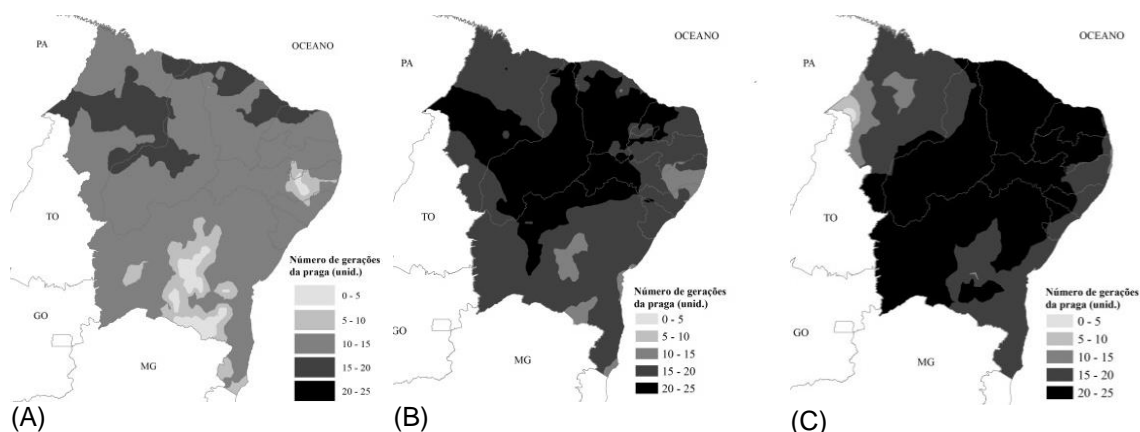 PA
OCEANO
TO
GO
MG
Número de gerações
da praga (unid.)
0 - 5
5 - 10
10 - 15
15 - 20
20 - 25
(A)
PA
OCEANO
TO
GO
MG
Número de gerações
da praga (unid.)
0 - 5
5 - 10
10 - 15
15 - 20
20 - 25
(B)
PA
OCEANO
TO
GO
MG
Número de gerações
da praga (unid.)
0 - 5
5 - 10
10 - 15
15 - 20
20 - 25
(C)